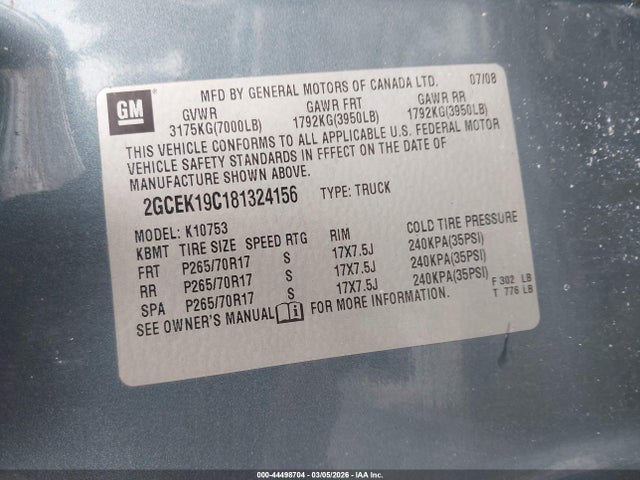 GM
MFD BY GENERAL MOTORS OF CANADA LTD. 07/08
GVWR GAWR FRT GAWR RR
3175KG(7000LB) 1792KG(3950LB) 1792KG(3950LB)
THIS VEHICLE CONFORMS TO ALL APPLICABLE U.S. FEDERAL MOTOR
VEHICLE SAFETY STANDARDS IN EFFECT ON THE DATE OF
MANUFACTURE SHOWN ABOVE.
2GCEK19C181324156 TYPE: TRUCK
MODEL: K10753
KBMT TIRE SIZE SPEED RTG RIM COLD TIRE PRESSURE
FRT P265/70R17 S 17X7.5J 240KPA(35PSI)
RR P265/70R17 S 17X7.5J 240KPA(35PSI)
SPA P265/70R17 S 17X7.5J 240KPA(35PSI)
SEE OWNER'S MANUAL i FOR MORE INFORMATION.
F 302 LB
T 776 LB
000-44498704 - 03/05/2026 - IAA Inc.